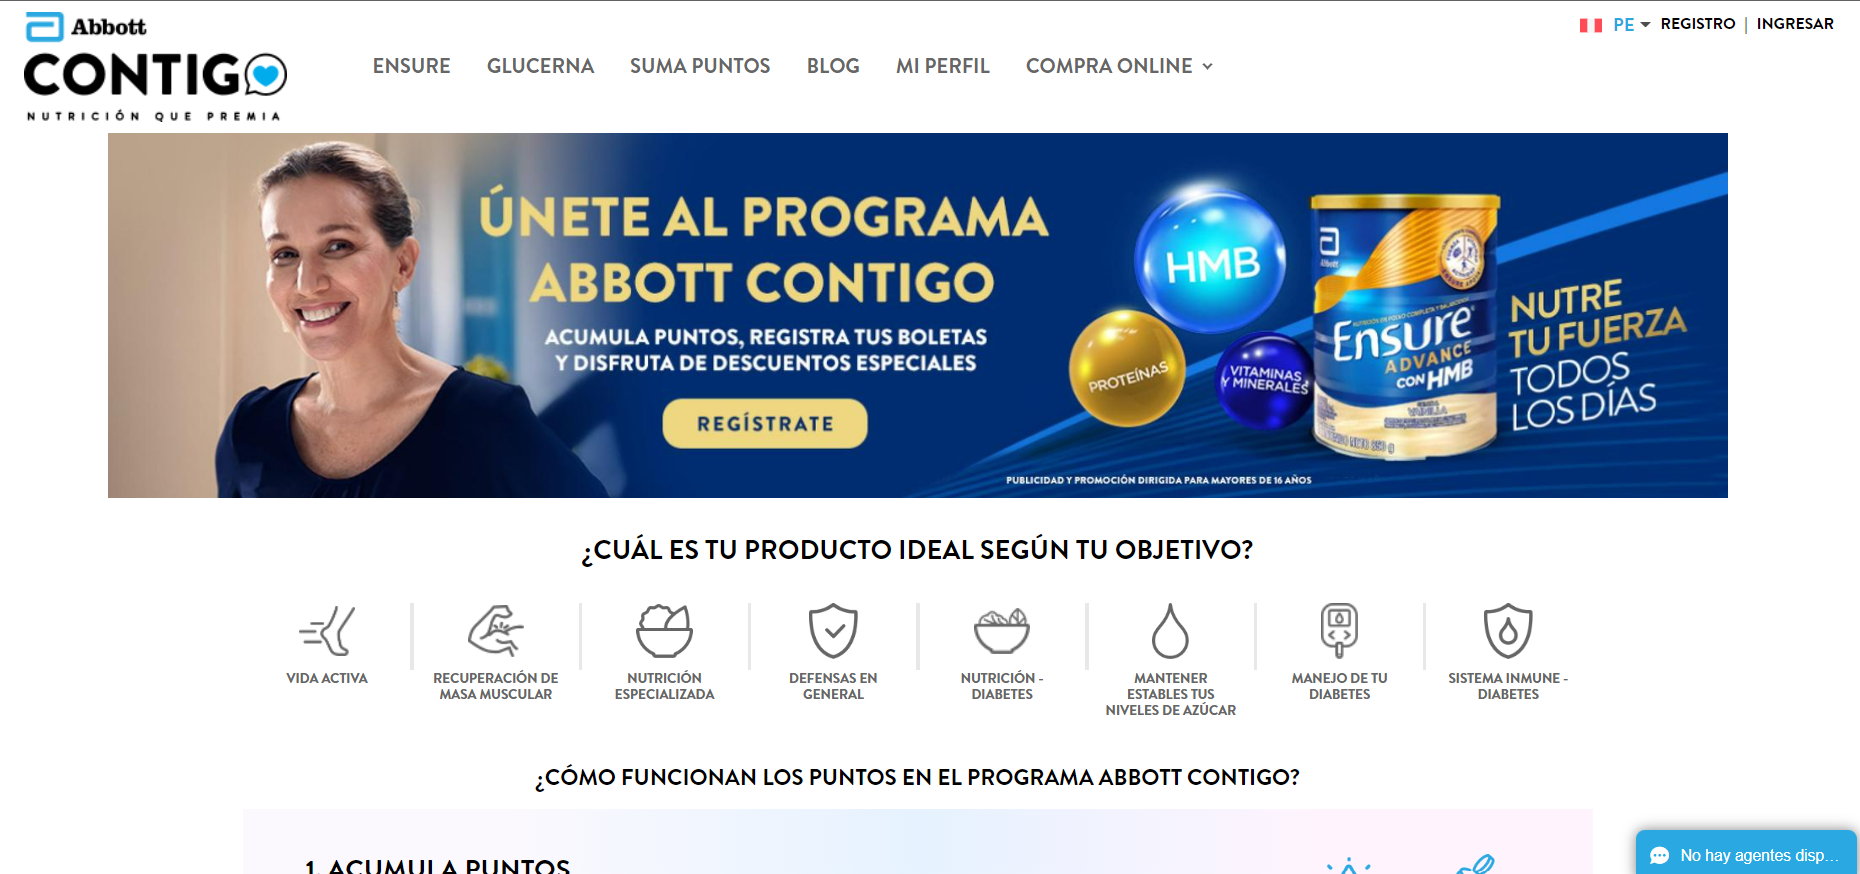 Abbott
CONTIGO
NUTRICIÓN QUE PREMIA
ENSURE
GLUCERNA
SUMA PUNTOS
BLOG
MI PERFIL
COMPRA ONLINE
PE
REGISTRO | INGRESAR
ÚNETE AL PROGRAMA
ABBOTT CONTIGO
ACUMULA PUNTOS, REGISTRA TUS BOLETAS
Y DISFRUTA DE DESCUENTOS ESPECIALES
REGÍSTRATE
HMB
PROTEÍNAS
VITAMINAS
Y MINERALES
Abbott
Ensure
ADVANCE
CON HMB
VAINILLA
NUTRE
TU FUERZA
TODOS
LOS DÍAS
PUBLICIDAD Y PROMOCIÓN DIRIGIDA PARA MAYORES DE 16 AÑOS
¿CUÁL ES TU PRODUCTO IDEAL SEGÚN TU OBJETIVO?
VIDA ACTIVA
RECUPERACIÓN DE
MASA MUSCULAR
NUTRICIÓN
ESPECIALIZADA
DEFENSAS EN
GENERAL
NUTRICIÓN -
DIABETES
MANTENER
ESTABLES TUS
NIVELES DE AZÚCAR
MANEJO DE TU
DIABETES
SISTEMA INMUNE -
DIABETES
¿CÓMO FUNCIONAN LOS PUNTOS EN EL PROGRAMA ABBOTT CONTIGO?
1. ACUMULA PUNTOS
No hay agentes disp...